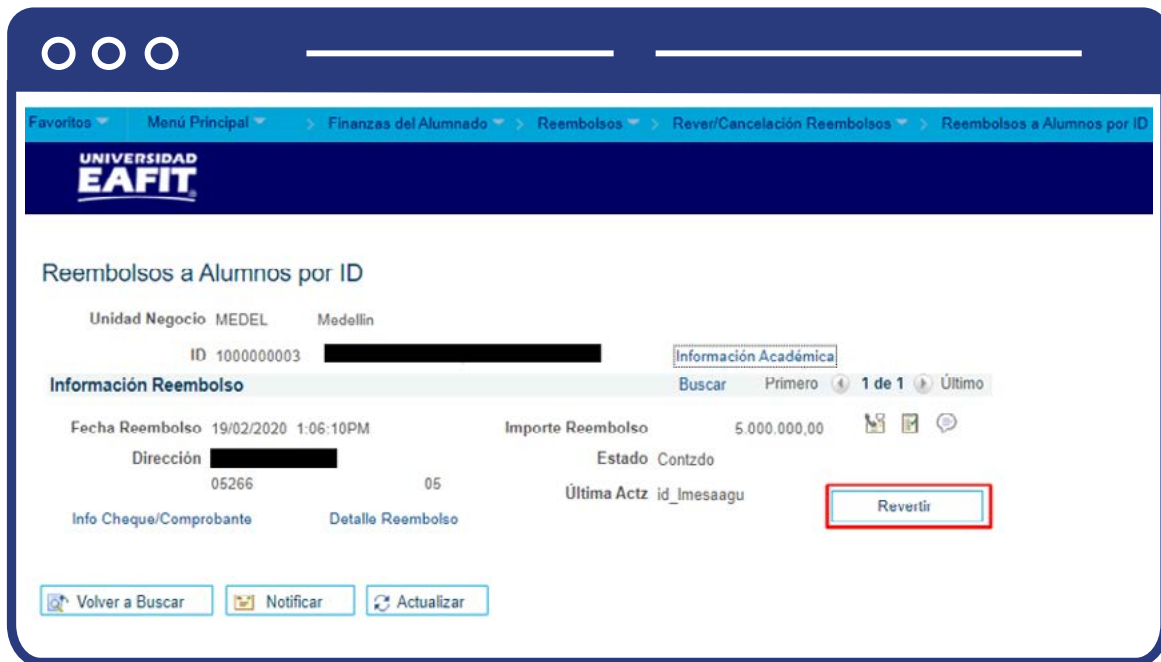 Favoritos Menú Principal > Finanzas del Alumnado > Reembolsos > Rever/Cancelación Reembolsos > Reembolsos a Alumnos por ID
UNIVERSIDAD
EAFIT
Reembolsos a Alumnos por ID
Unidad Negocio MEDEL Medellin
ID 1000000003 Información Académica
Información Reembolso Buscar Primero 1 de 1 Último
Fecha Reembolso 19/02/2020 1:06:10PM Importe Reembolso 5.000.000,00
Dirección Estado Contzdo
05266 05 Última Actz id_lmesaagu
Revertir
Info Cheque/Comprobante Detalle Reembolso
Volver a Buscar Notificar Actualizar